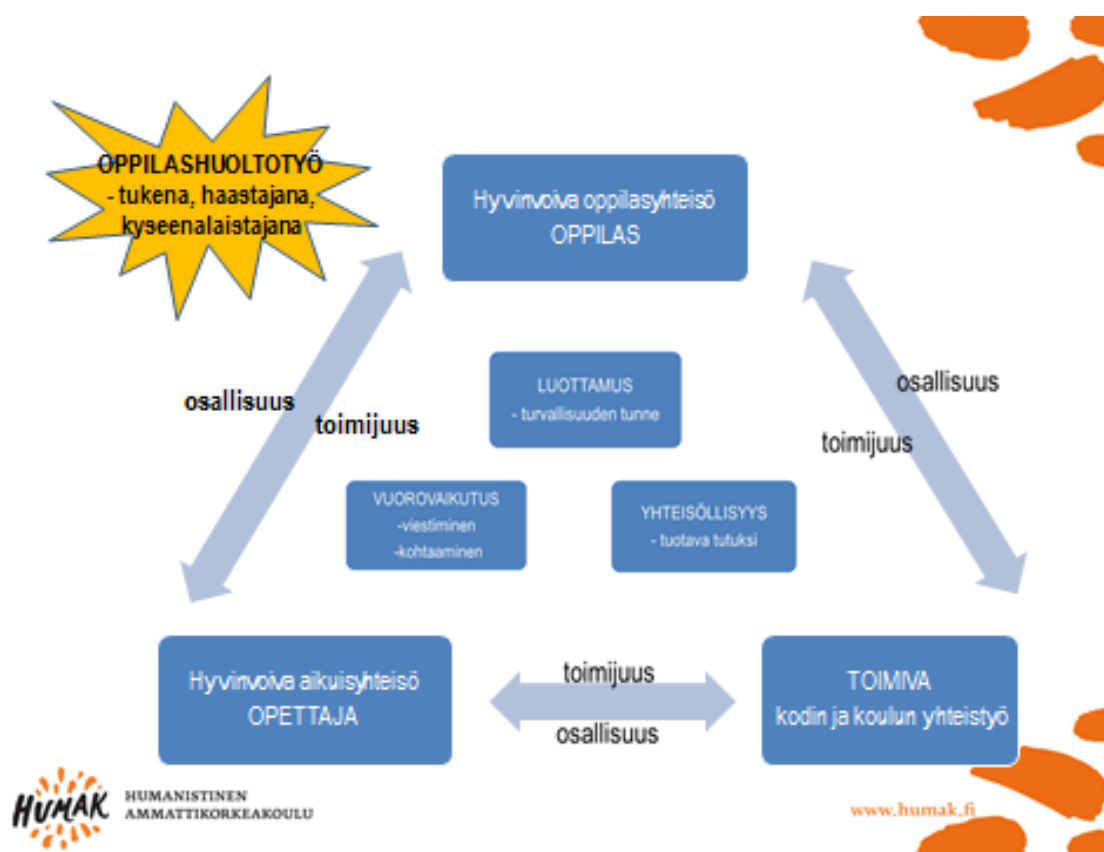 OPPILASHUOLTOTYÖ
- tukena, haastajana,
kyseenalaistajana
Hyvinvoiva oppilasyhteisö
OPPILAS
osallisuus
toimijuus
osallisuus
toimijuus
LUOTTAMUS
- turvallisuuden tunne
VUOROVAIKUTUS
-viestiminen
-kohtaaminen
YHTEISÖLLISYYS
- tuotava tutuksi
Hyvinvoiva aikuisyhteisö
OPETTAJA
toimijuus
osallisuus
TOIMIVA
kodin ja koulun yhteistyö
HUMAK
HUMANISTINEN
AMMATTIKORKEAKOULU
www.humak.fi